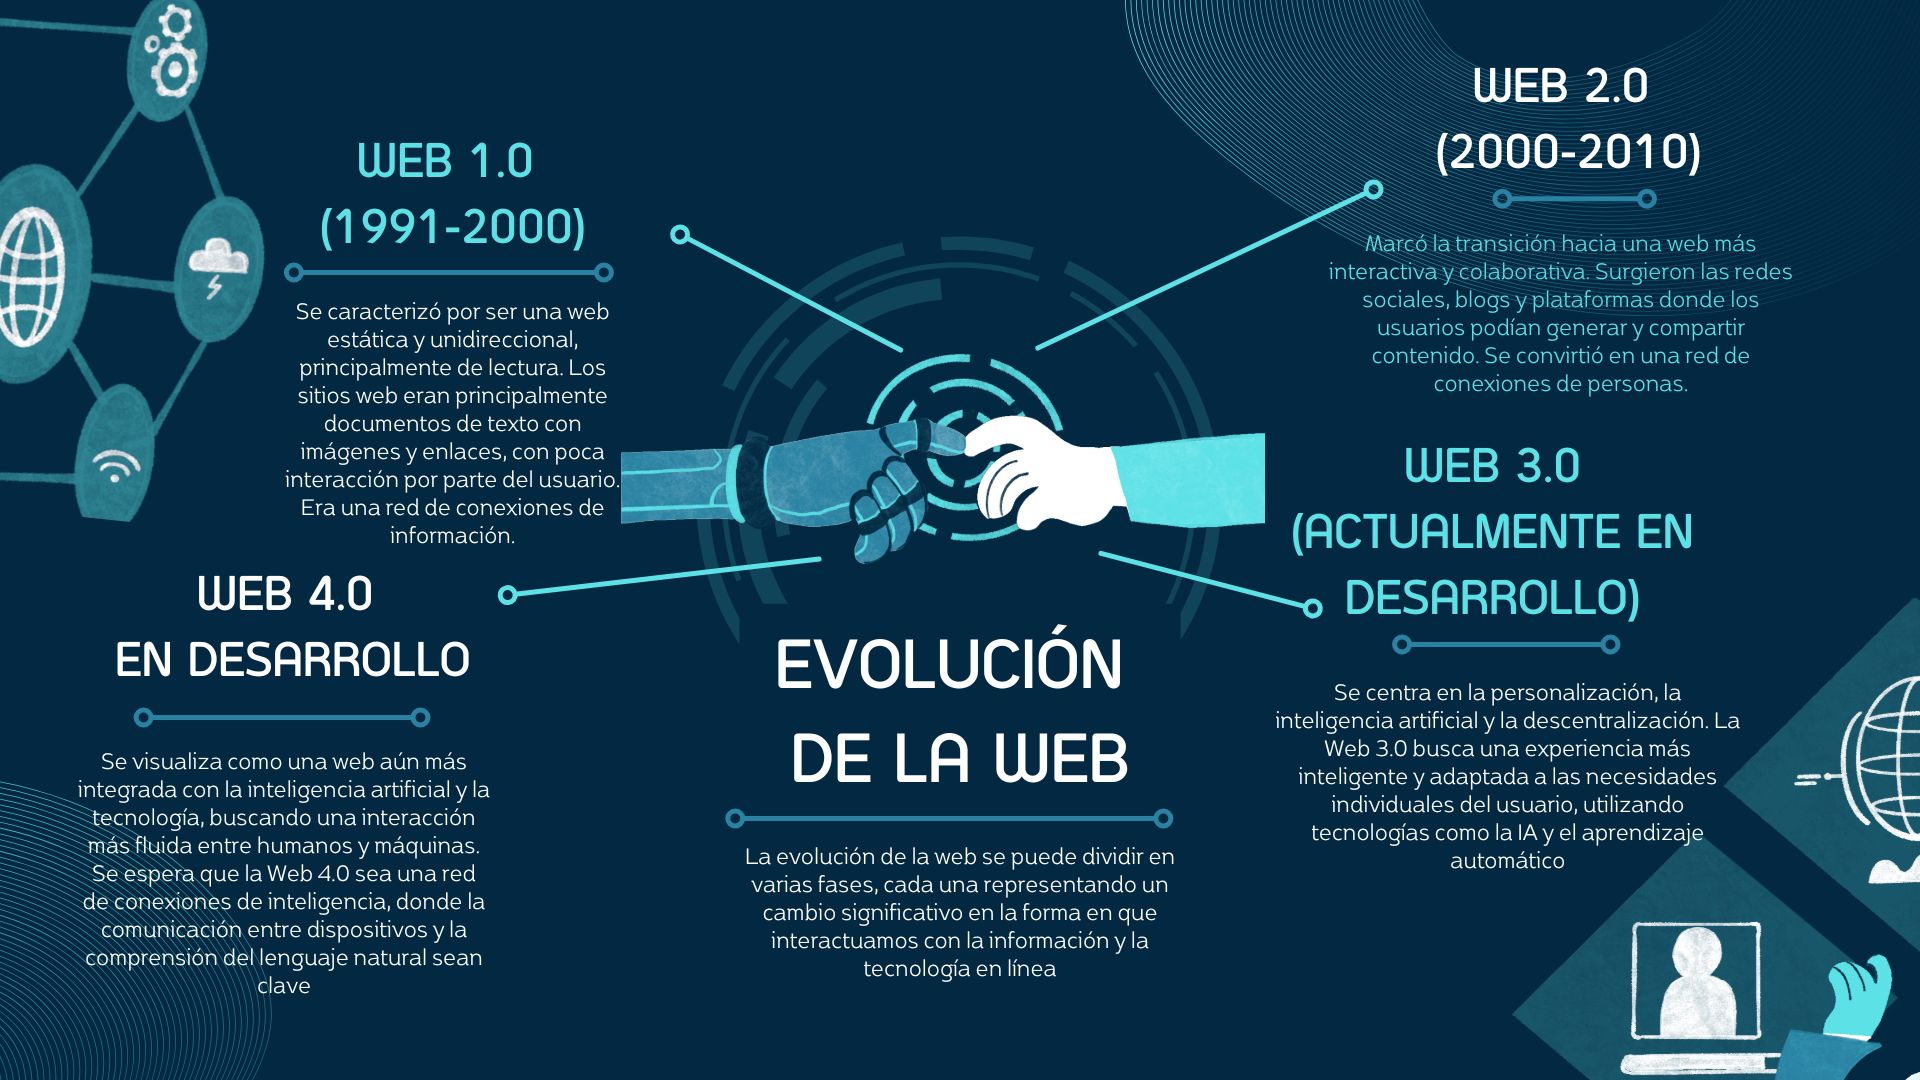 WEB 1.0
(1991-2000)
Se caracterizó por ser una web
estática y unidireccional,
principalmente de lectura. Los
sitios web eran principalmente
documentos de texto con
imágenes y enlaces, con poca
interacción por parte del usuario.
Era una red de conexiones de
información.
WEB 2.0
(2000-2010)
Marcó la transición hacia una web más
interactiva y colaborativa. Surgieron las redes
sociales, blogs y plataformas donde los
usuarios podían generar y compartir
contenido. Se convirtió en una red de
conexiones de personas.
WEB 3.0
(ACTUALMENTE EN
DESARROLLO)
Se centra en la personalización, la
inteligencia artificial y la descentralización. La
Web 3.0 busca una experiencia más
inteligente y adaptada a las necesidades
individuales del usuario, utilizando
tecnologías como la IA y el aprendizaje
automático
WEB 4.0
EN DESARROLLO
Se visualiza como una web aún más
integrada con la inteligencia artificial y la
tecnología, buscando una interacción
más fluida entre humanos y máquinas.
Se espera que la Web 4.0 sea una red
de conexiones de inteligencia, donde la
comunicación entre dispositivos y la
comprensión del lenguaje natural sean
clave
EVOLUCIÓN
DE LA WEB
La evolución de la web se puede dividir en
varias fases, cada una representando un
cambio significativo en la forma en que
interactuamos con la información y la
tecnología en línea